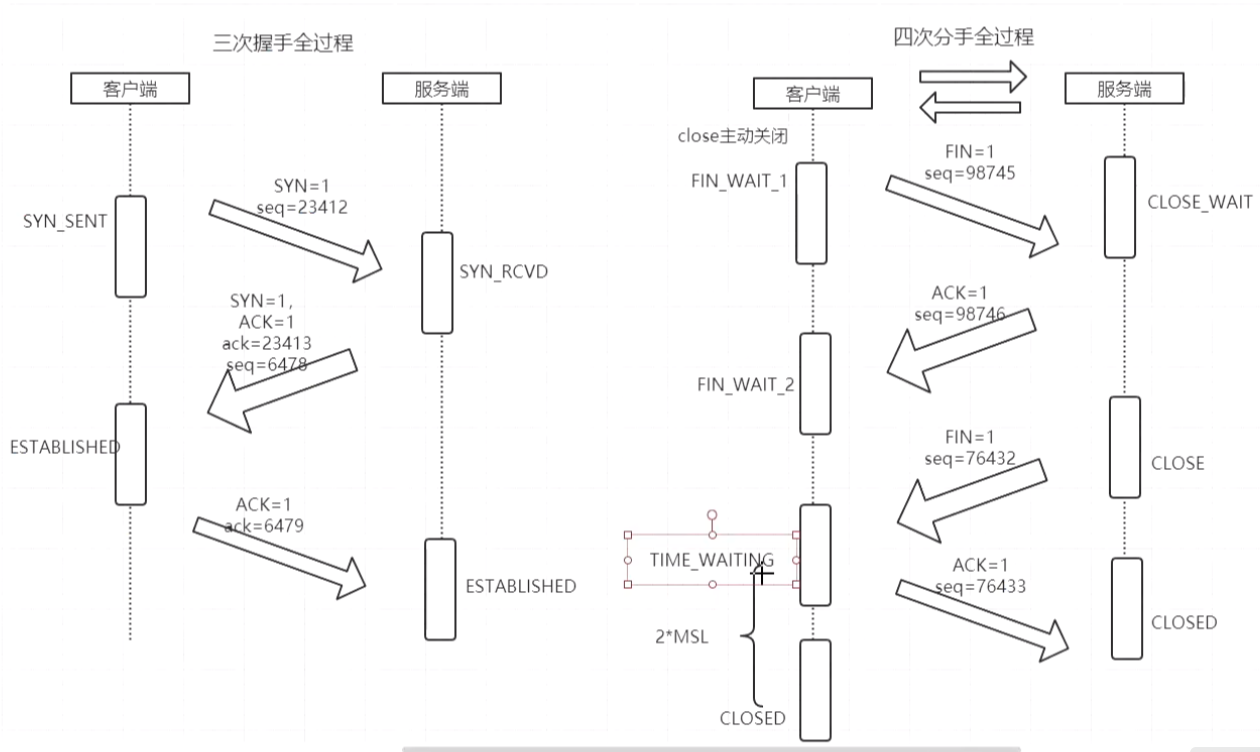 三次握手全过程
客户端
服务端
SYN=1
seq=23412
SYN_SENT
SYN_RCVD
SYN=1,
ACK=1
ack=23413
seq=6478
ESTABLISHED
ACK=1
ack=6479
ESTABLISHED
四次分手全过程
客户端
服务端
close主动关闭
FIN=1
seq=98745
FIN_WAIT_1
CLOSE_WAIT
ACK=1
seq=98746
FIN_WAIT_2
FIN=1
seq=76432
CLOSE
TIME_WAITING
ACK=1
seq=76433
CLOSED
2*MSL
CLOSED